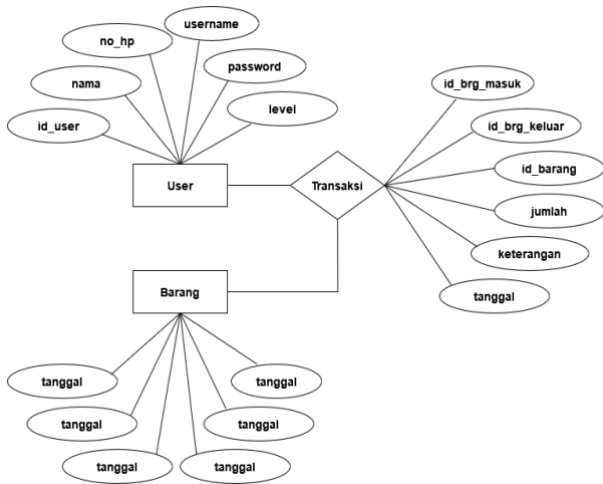 username
no_hp
password
nama
id_brg_masuk
level
id_user
id_brg_keluar
id_barang
User
Transaksi
jumlah
keterangan
Barang
tanggal
tanggal
tanggal
tanggal
tanggal
tanggal
tanggal